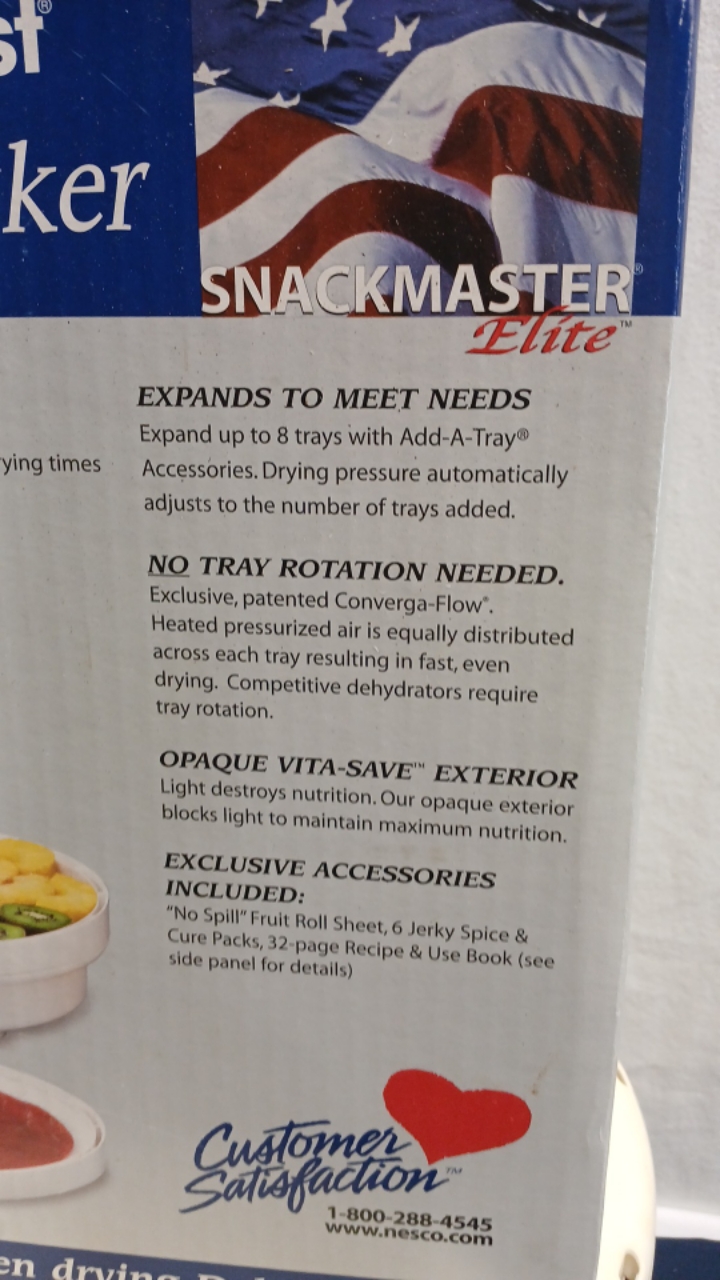 st®
ker
SNACKMASTER®
Elite™
ying times
EXPANDS TO MEET NEEDS
Expand up to 8 trays with Add-A-Tray®
Accessories. Drying pressure automatically
adjusts to the number of trays added.
NO TRAY ROTATION NEEDED.
Exclusive, patented Converga-Flow®.
Heated pressurized air is equally distributed
across each tray resulting in fast, even
drying. Competitive dehydrators require
tray rotation.
OPAQUE VITA-SAVE™ EXTERIOR
Light destroys nutrition. Our opaque exterior
blocks light to maintain maximum nutrition.
EXCLUSIVE ACCESSORIES
INCLUDED:
"No Spill" Fruit Roll Sheet, 6 Jerky Spice &
Cure Packs, 32-page Recipe & Use Book (see
side panel for details)
Customer
Satisfaction™
1-800-288-4545
www.nesco.com
en drying